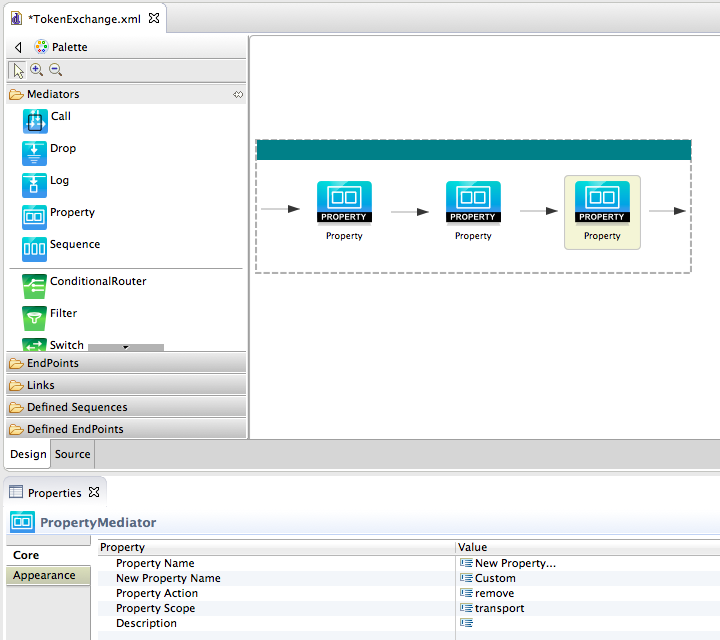 *TokenExchange.xml
Palette
Mediators
Call
Drop
Log
Property
Sequence
ConditionalRouter
Filter
Switch
EndPoints
Links
Defined Sequences
Defined EndPoints
PROPERTY
Property
PROPERTY
Property
PROPERTY
Property
Design Source
Properties
PropertyMediator
Core
Appearance
Property Value
Property Name New Property...
New Property Name Custom
Property Action remove
Property Scope transport
Description